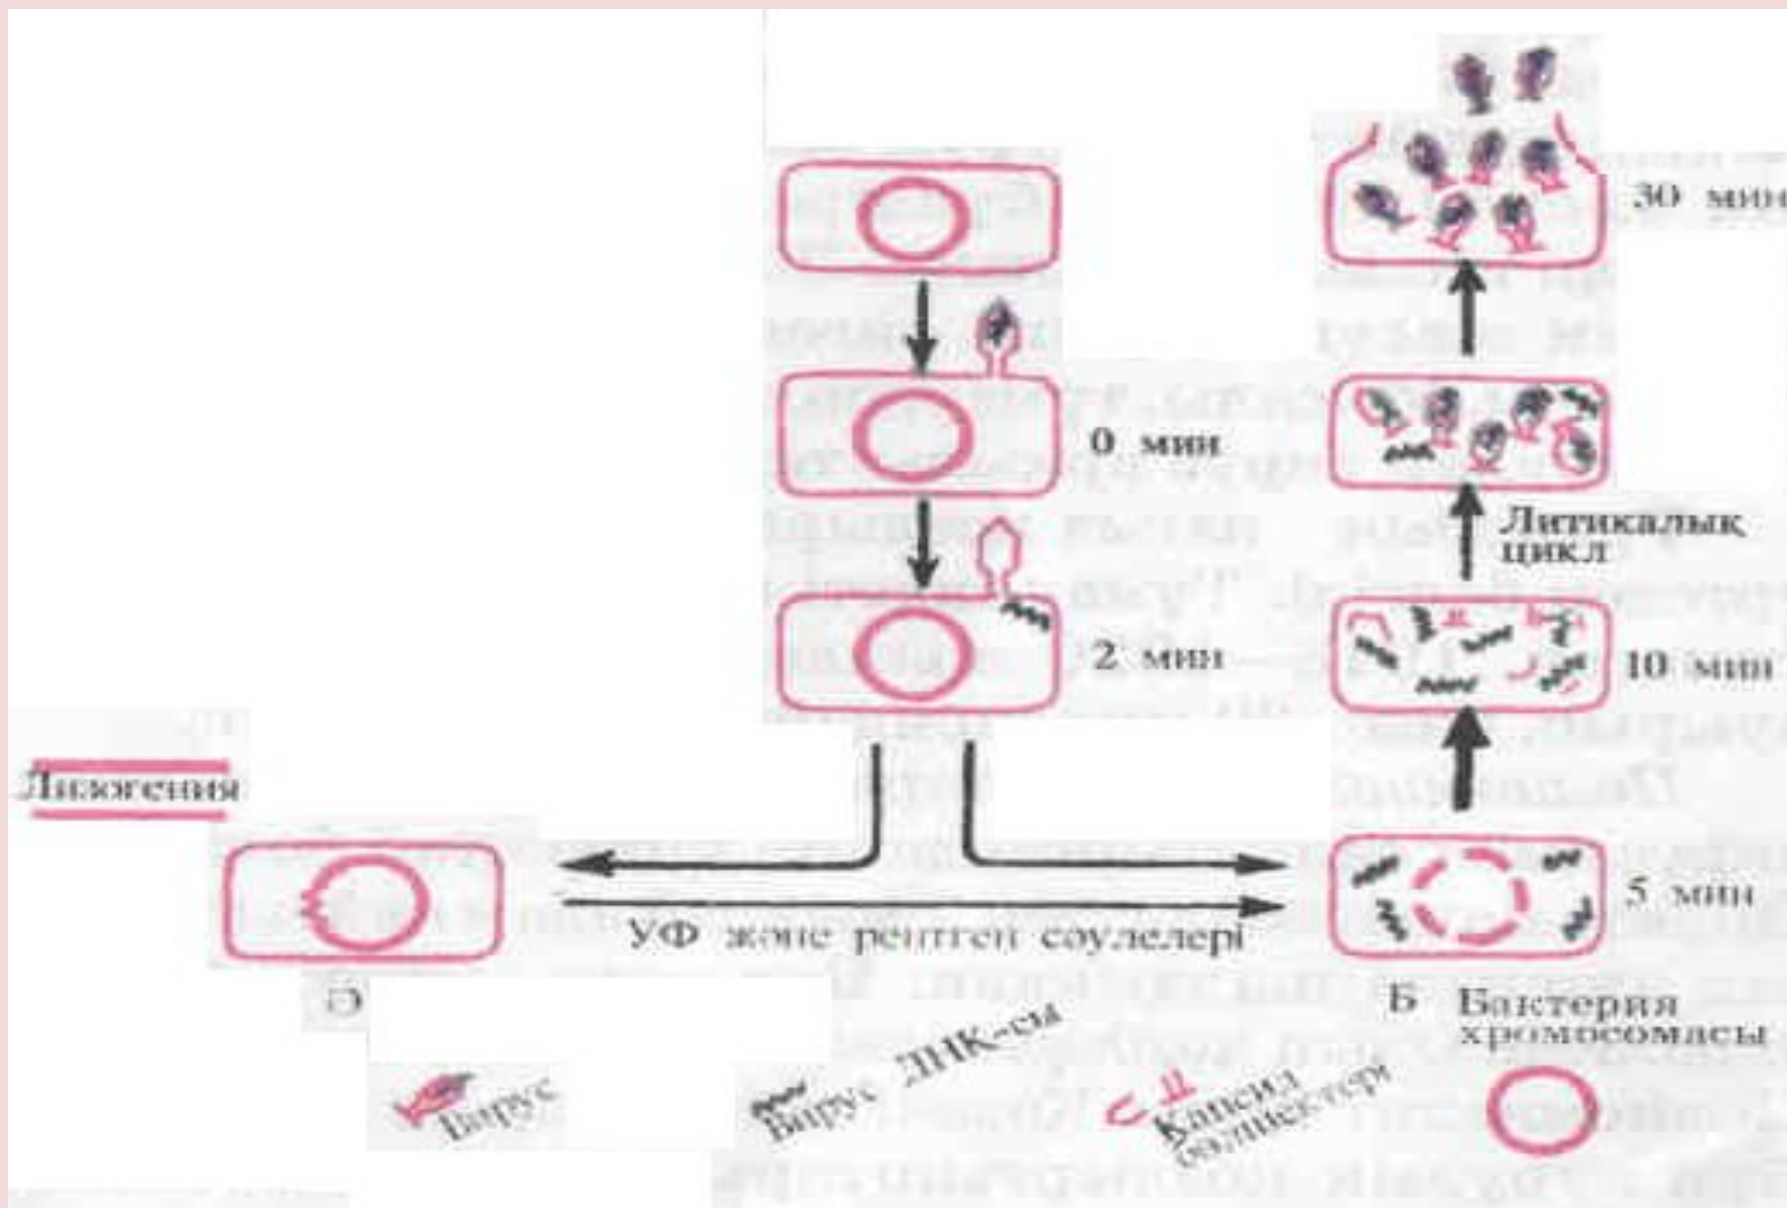 30 мин
0 мин
Литикалық
цикл
2 мин
10 мин
Лизогения
5 мин
УФ және рентген сәулелері
Ә
Б Бактерия
хромосомасы
Вирус
Вирус ДНК-сы
Капсид
бөлшектері